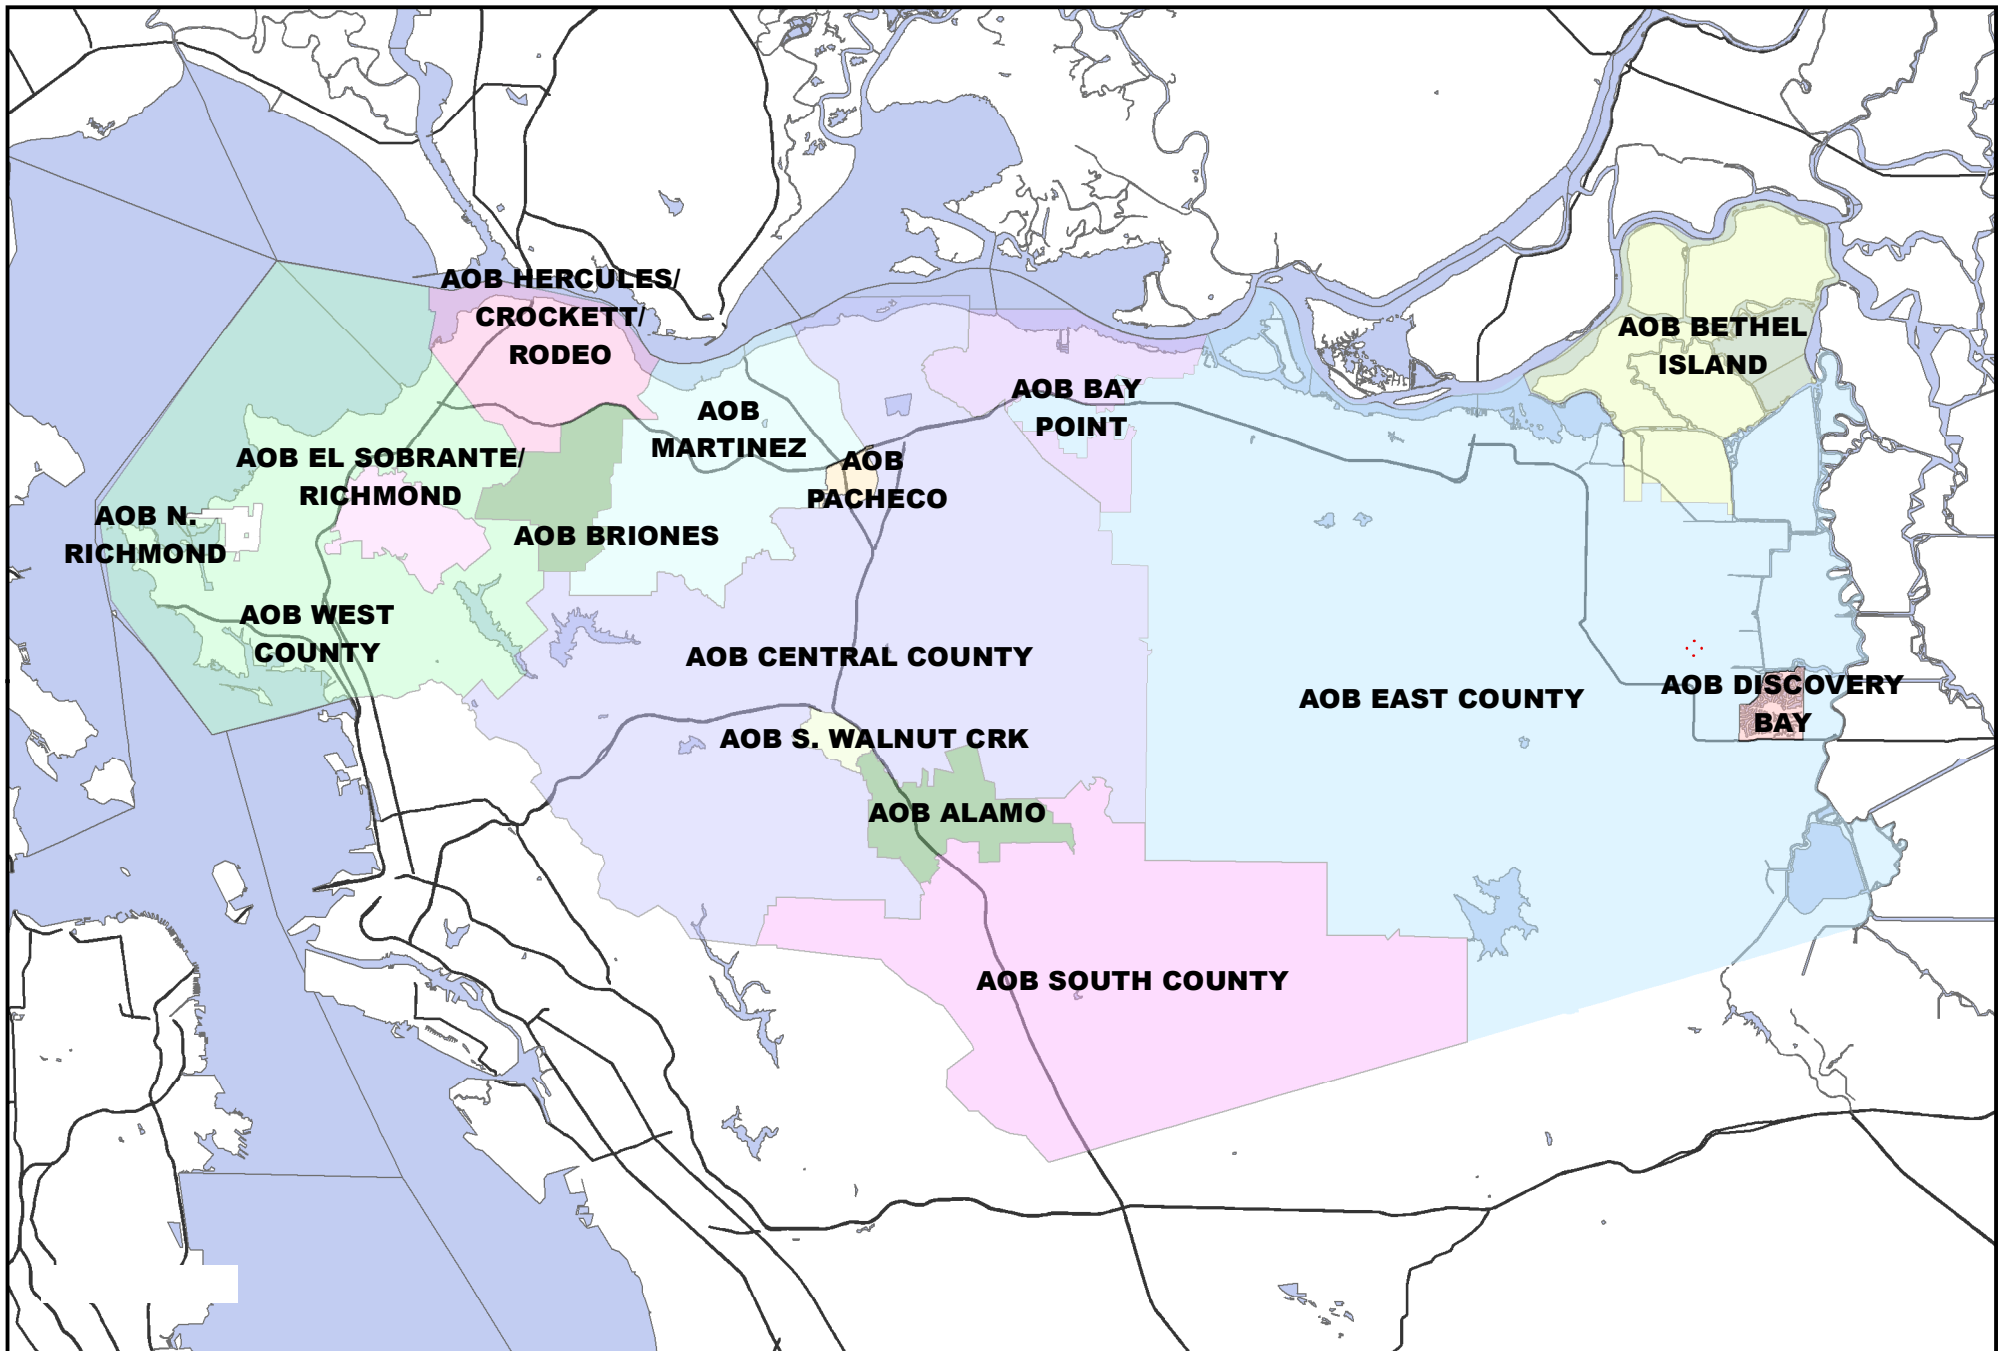 AOB HERCULES/
CROCKETT/
RODEO
AOB BETHEL
ISLAND
AOB BAY
POINT
AOB
MARTINEZ
AOB EL SOBRANTE/
RICHMOND
AOB
PACHECO
AOB N.
RICHMOND
AOB BRIONES
AOB WEST
COUNTY
AOB CENTRAL COUNTY
AOB EAST COUNTY
AOB DISCOVERY
BAY
AOB S. WALNUT CRK
AOB ALAMO
AOB SOUTH COUNTY